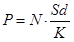 P = N · Sd/K